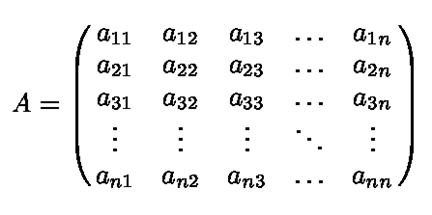 a₁₁ a₁₂ a₁₃ … a₁ₙ
a₂₁ a₂₂ a₂₃ … a₂ₙ
A = a₃₁ a₃₂ a₃₃ … a₃ₙ
⋮ ⋮ ⋮ ⋱ ⋮
aₙ₁ aₙ₂ aₙ₃ … aₙₙ